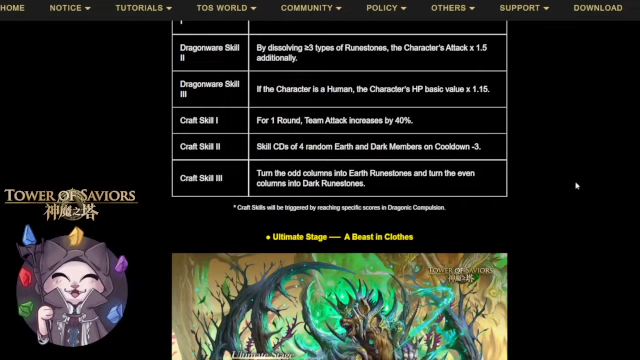 HOME NOTICE TUTORIALS TOS WORLD COMMUNITY POLICY OTHERS SUPPORT DOWNLOAD
Dragonware Skill
II
By dissolving ≥3 types of Runestones, the Character's Attack x 1.5
additionally.
Dragonware Skill
III
If the Character is a Human, the Character's HP basic value x 1.15.
Craft Skill I
For 1 Round, Team Attack increases by 40%.
Craft Skill II
Skill CDs of 4 random Earth and Dark Members on Cooldown -3.
Craft Skill III
Turn the odd columns into Earth Runestones and turn the even
columns into Dark Runestones.
* Craft Skills will be triggered by reaching specific scores in Dragonic Compulsion.
● Ultimate Stage ── A Beast in Clothes
TOWER OF SAVIORS
神魔之塔
TOWER OF SAVIORS
神魔之塔
Ultimate Stage